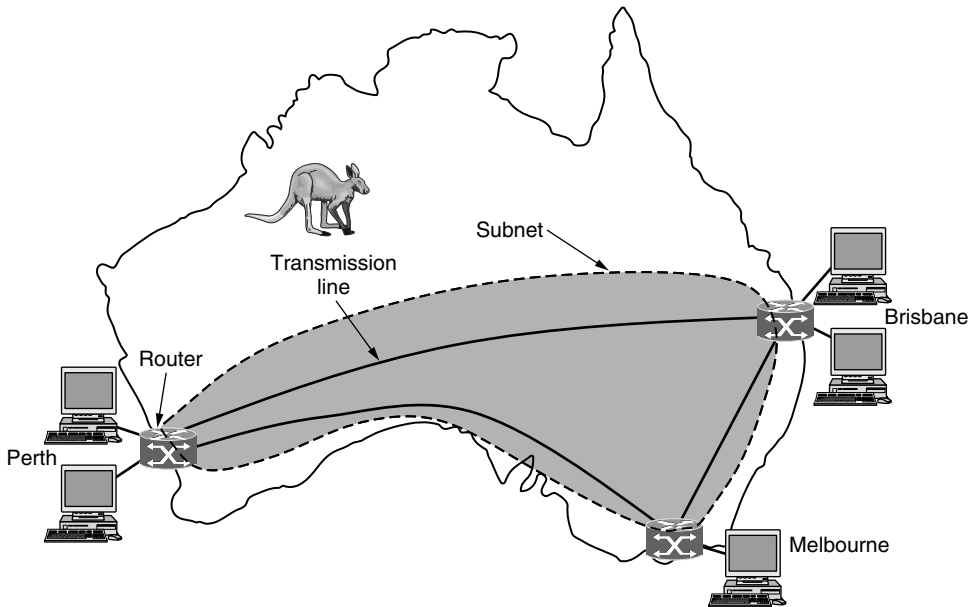 Subnet
Transmission
line
Brisbane
Router
Perth
Melbourne